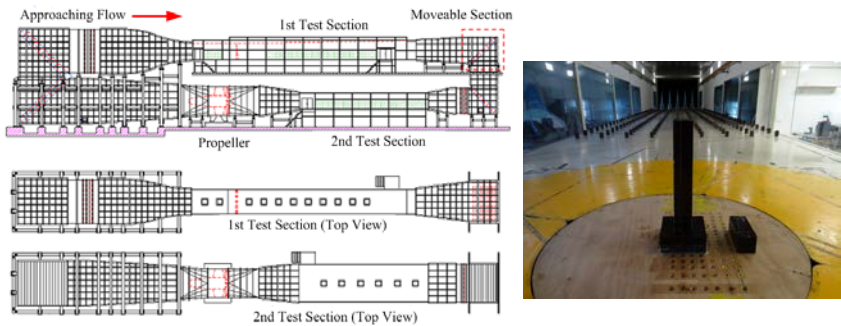 Approaching Flow
1st Test Section
Moveable Section
Propeller
2nd Test Section
1st Test Section (Top View)
2nd Test Section (Top View)